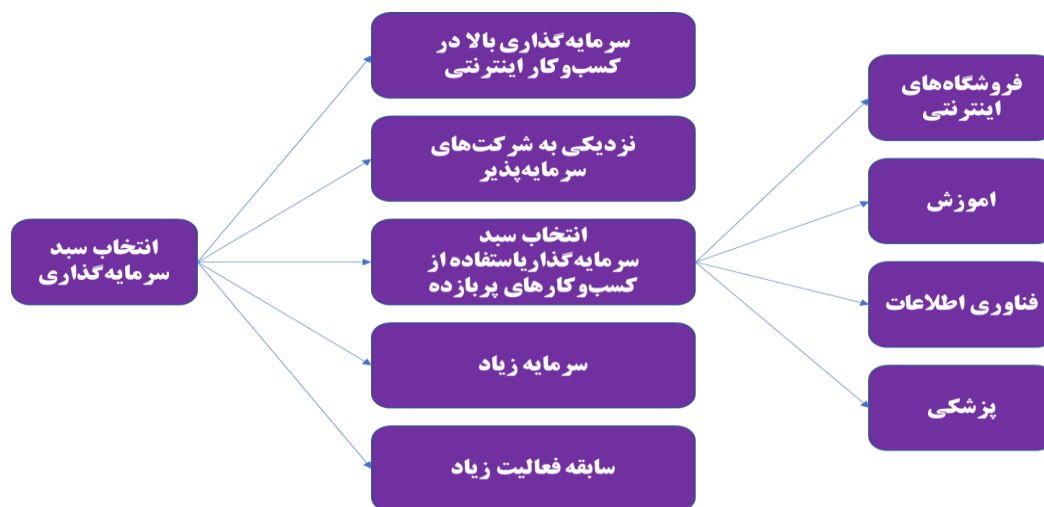 سرمایه‌گذاری بالا در
کسب‌وکار اینترنتی
نزدیکی به شرکت‌های
سرمایه‌پذیر
انتخاب سبد
سرمایه‌گذاری
انتخاب سبد
سرمایه‌گذاریاستفاده از
کسب‌وکارهای پربازده
سرمایه زیاد
سابقه فعالیت زیاد
فروشگاه‌های
اینترنتی
اموزش
فناوری اطلاعات
پزشکی